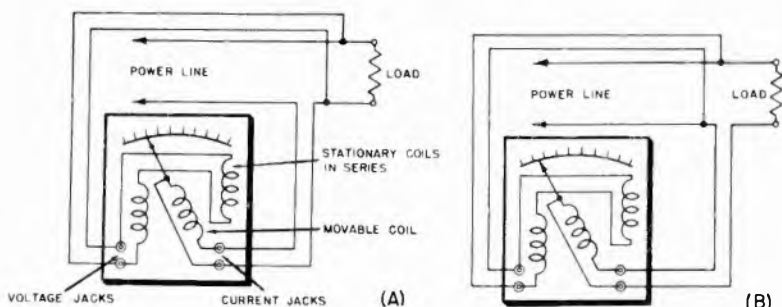 POWER LINE
LOAD
STATIONARY COILS
IN SERIES
MOVABLE COIL
VOLTAGE JACKS
CURRENT JACKS
(A)
POWER LINE
LOAD
(B)